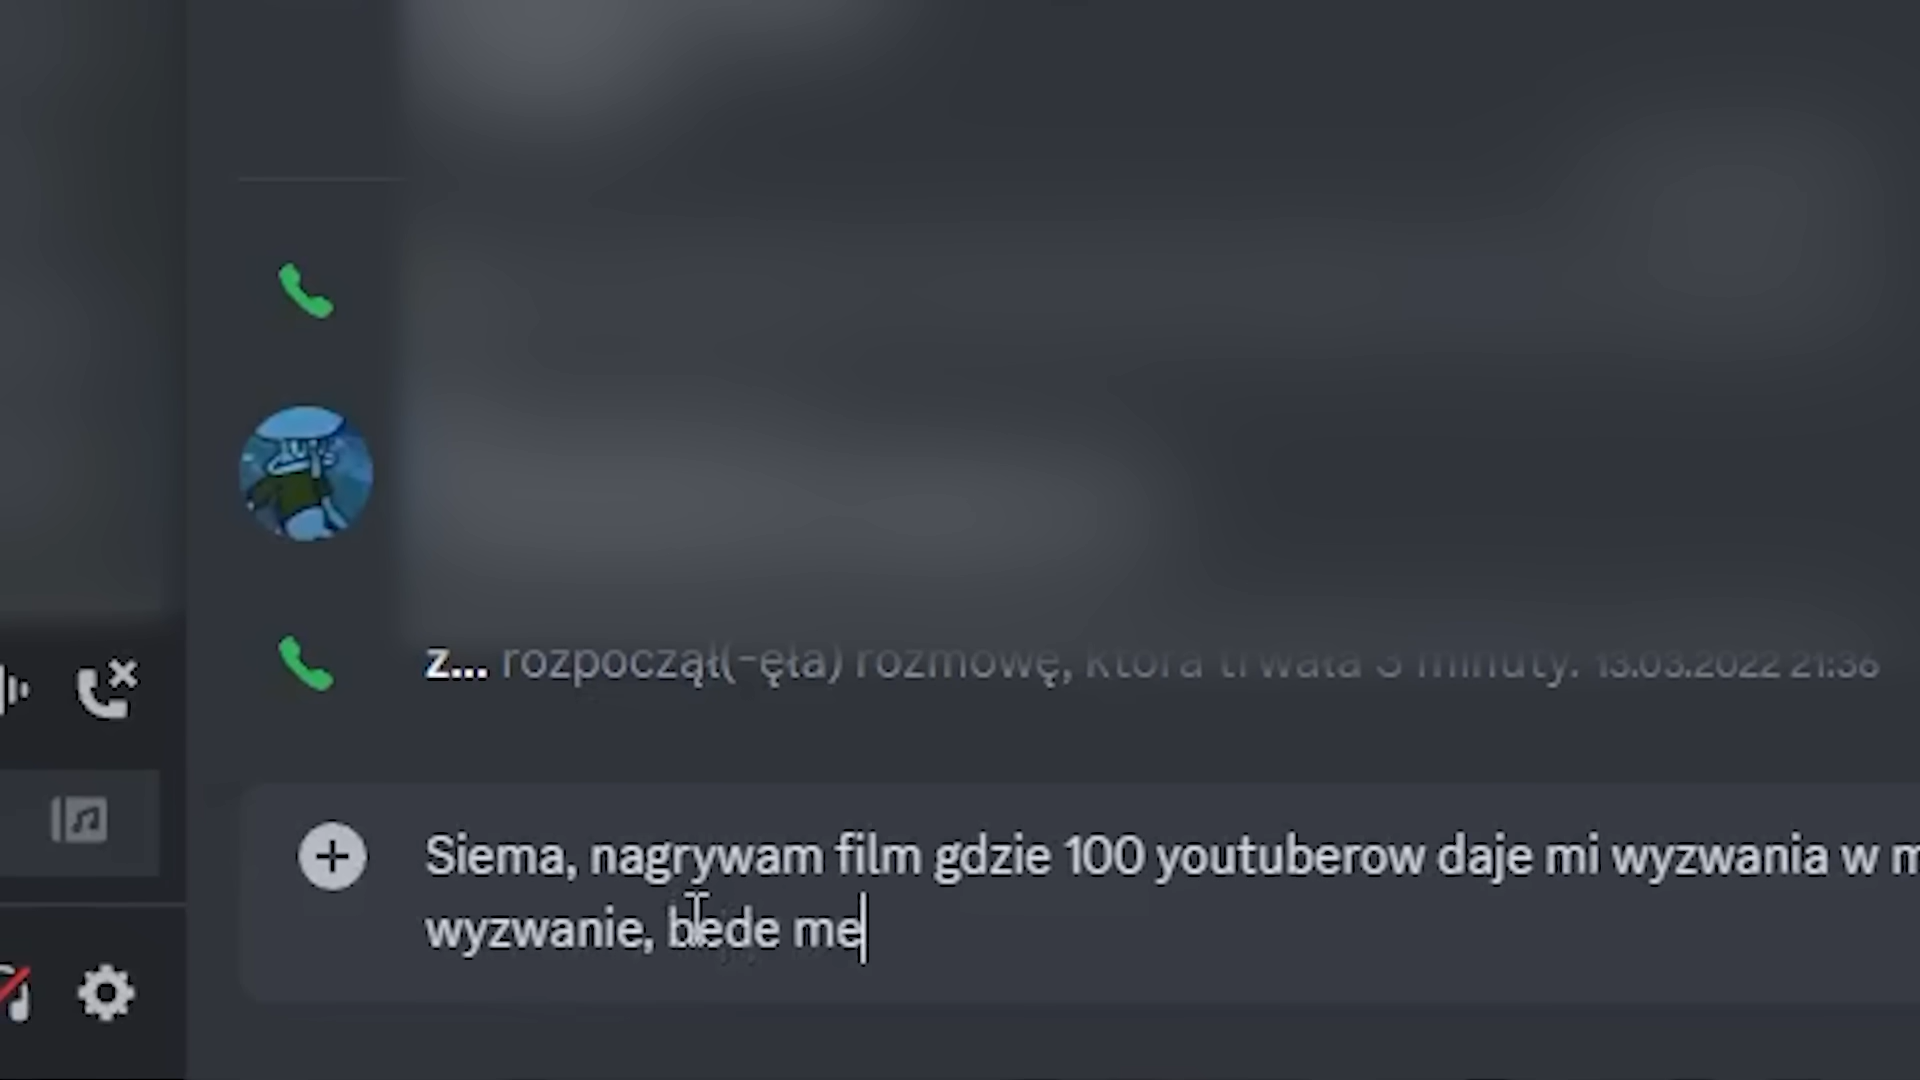 z... rozpoczął(-ęła) rozmowę, która trwała 3 minuty. 13.03.2022 21:36
Siema, nagrywam film gdzie 100 youtuberow daje mi wyzwania w m
wyzwanie, bede me